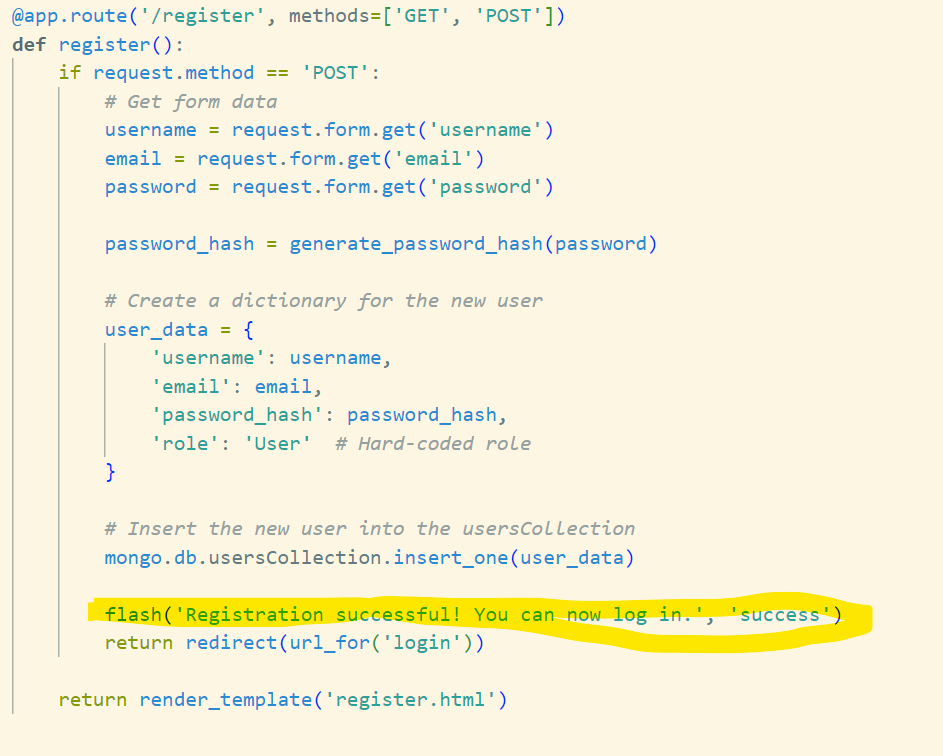 @app.route('/register', methods=['GET', 'POST'])
def register():
if request.method == 'POST':
# Get form data
username = request.form.get('username')
email = request.form.get('email')
password = request.form.get('password')
password_hash = generate_password_hash(password)
# Create a dictionary for the new user
user_data = {
'username': username,
'email': email,
'password_hash': password_hash,
'role': 'User' # Hard-coded role
}
# Insert the new user into the usersCollection
mongo.db.usersCollection.insert_one(user_data)
flash('Registration successful! You can now log in.', 'success')
return redirect(url_for('login'))
return render_template('register.html')